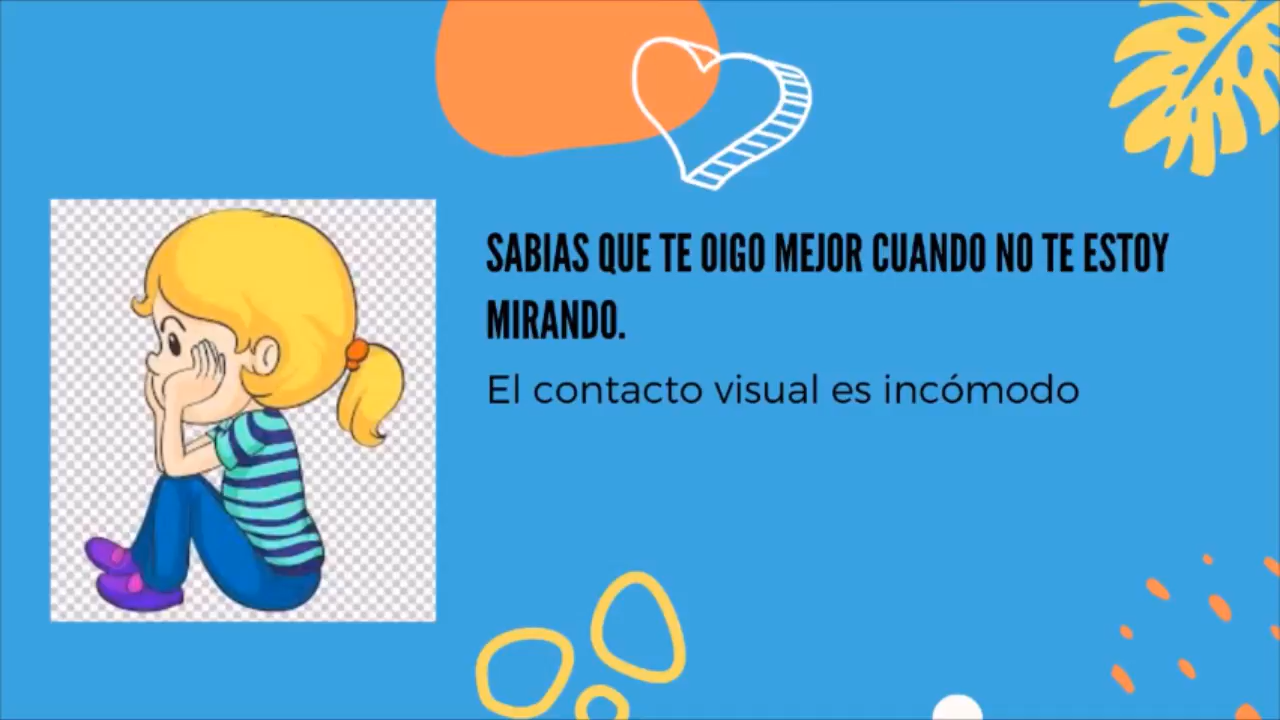 SABIAS QUE TE OIGO MEJOR CUANDO NO TE ESTOY
MIRANDO.
El contacto visual es incómodo